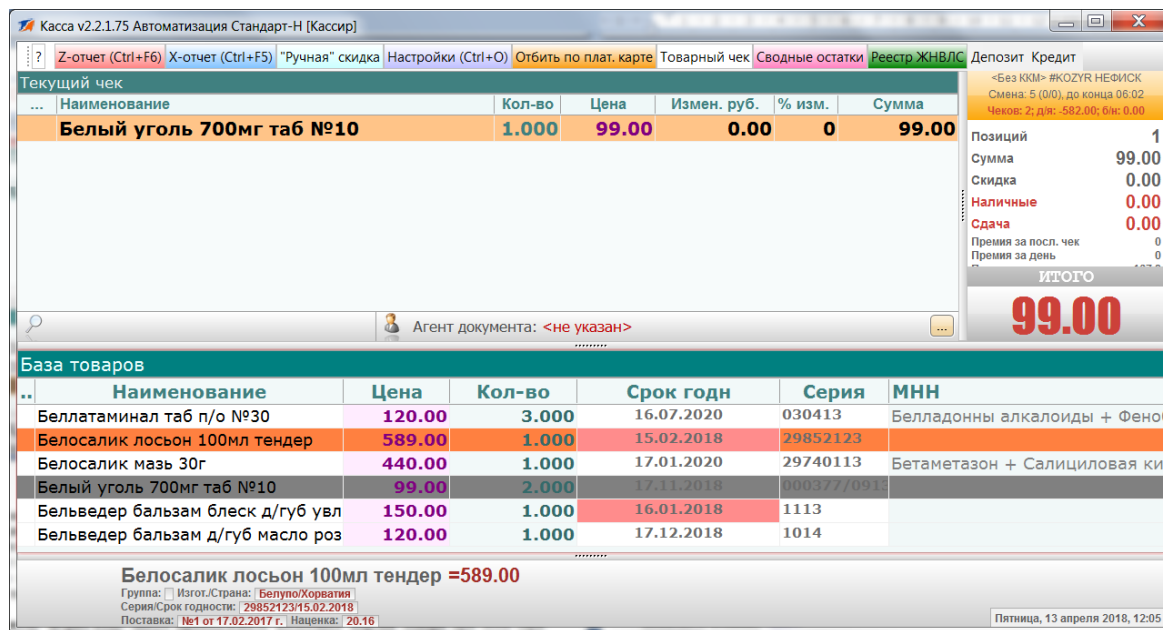 Касса v2.2.1.75 Автоматизация Стандарт-Н [Кассир]
? Z-отчет (Ctrl+F6) X-отчет (Ctrl+F5) "Ручная" скидка Настройки (Ctrl+O) Отбить по плат. карте Товарный чек Сводные остатки Реестр ЖНВЛС Депозит Кредит
Текущий чек
... Наименование Кол-во Цена Измен. руб. % изм. Сумма
Белый уголь 700мг таб №10 1.000 99.00 0.00 0 99.00
<Без ККМ> #KOZYR НЕФИСК
Смена: 5 (0/0), до конца 06:02
Чеков: 2; д/я: -582.00; б/н: 0.00
Позиций 1
Сумма 99.00
Скидка 0.00
Наличные 0.00
Сдача 0.00
Премия за посл. чек 0
Премия за день 0
ИТОГО
99.00
Агент документа: <не указан> ...
База товаров
.. Наименование Цена Кол-во Срок годн Серия МНН
Беллатаминал таб п/о №30 120.00 3.000 16.07.2020 030413 Белладонны алкалоиды + Фено
Белосалик лосьон 100мл тендер 589.00 1.000 15.02.2018 29852123
Белосалик мазь 30г 440.00 1.000 17.01.2020 29740113 Бетаметазон + Салициловая ки
Белый уголь 700мг таб №10 99.00 2.000 17.11.2018 000377/0913
Бельведер бальзам блеск д/губ увл 150.00 1.000 16.01.2018 1113
Бельведер бальзам д/губ масло роз 120.00 1.000 17.12.2018 1014
Белосалик лосьон 100мл тендер =589.00
Группа: Изгот./Страна: Белупо/Хорватия
Серия/Срок годности: 29852123/15.02.2018
Поставка: №1 от 17.02.2017 г. Наценка: 20.16
Пятница, 13 апреля 2018, 12:05